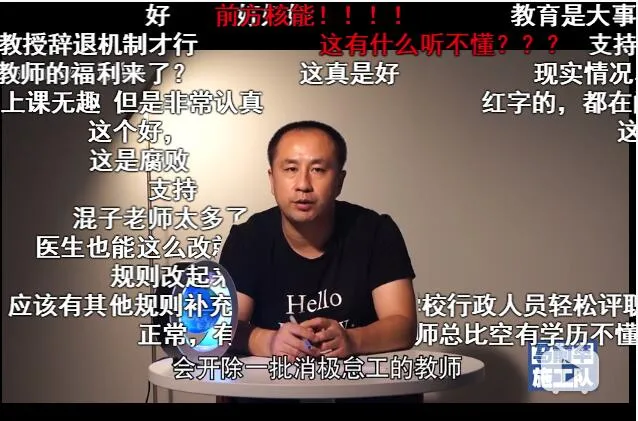 好
前方核能！！！！
教育是大事
教授辞退机制才行
这有什么听不懂？？？
支持
教师的福利来了？
这真是好
现实情况
上课无趣 但是非常认真
红字的，都在
这个好，
这
这是腐败
支持
混子老师太多了
医生也能这么改
规则改起来
应该有其他规则补充
校行政人员轻松评职
正常，有
师总比空有学历不懂
Hello
会开除一批消极怠工的教师
施工队